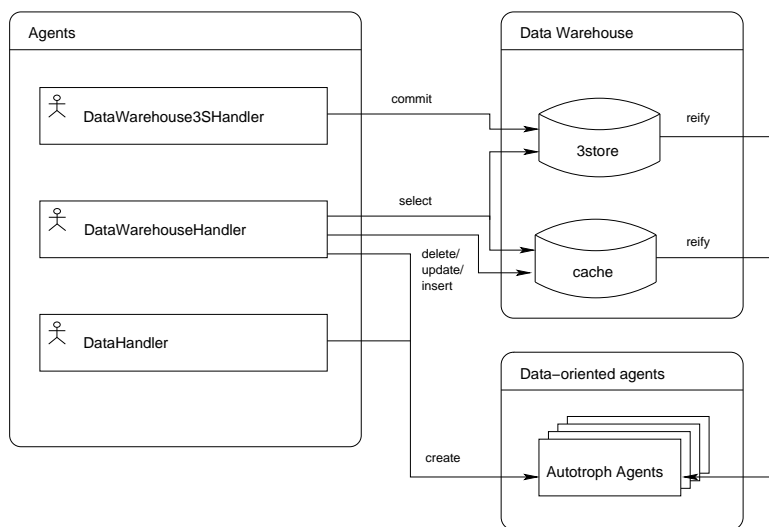 Agents
Data Warehouse
DataWarehouse3SHandler
commit
3store
reify
DataWarehouseHandler
select
delete/
update/
insert
cache
reify
DataHandler
Data−oriented agents
create
Autotroph Agents